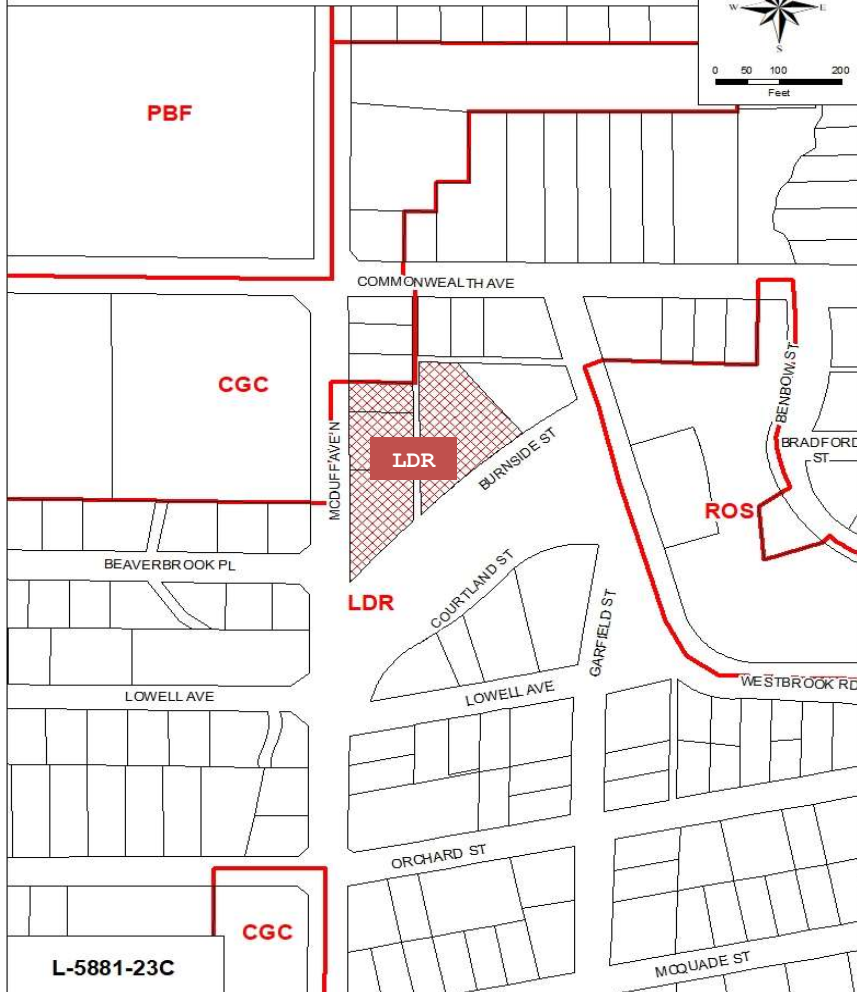 W E
S
0 50 100 200
Feet
PBF
COMMONWEALTH AVE
CGC
MCDUFF AVE N
LDR
BURNSIDE ST
BENBOW ST
BRADFORD
ST
ROS
BEAVERBROOK PL
LDR
COURTLAND ST
GARFIELD ST
LOWELL AVE
LOWELL AVE
WESTBROOK RD
ORCHARD ST
CGC
L-5881-23C
MCQUADE ST